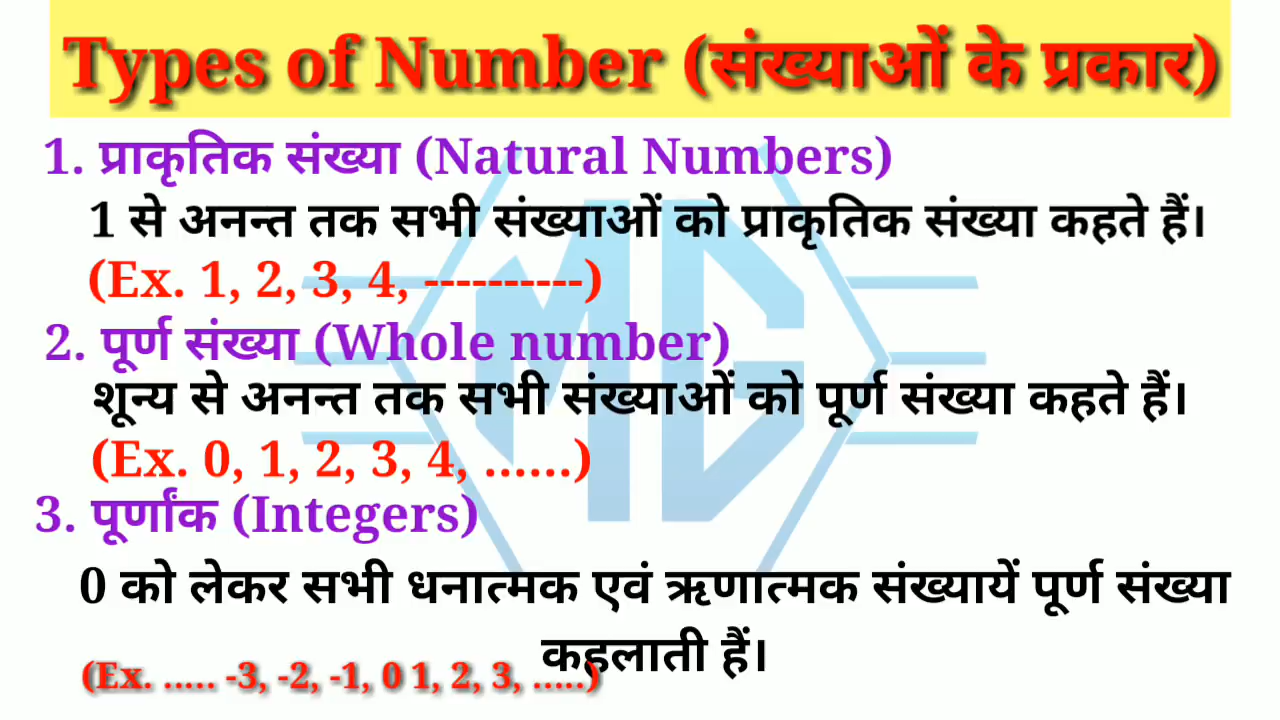 Types of Number (संख्याओं के प्रकार)
1. प्राकृतिक संख्या (Natural Numbers)
1 से अनन्त तक सभी संख्याओं को प्राकृतिक संख्या कहते हैं।
(Ex. 1, 2, 3, 4, ----------)
2. पूर्ण संख्या (Whole number)
शून्य से अनन्त तक सभी संख्याओं को पूर्ण संख्या कहते हैं।
(Ex. 0, 1, 2, 3, 4, ......)
3. पूर्णांक (Integers)
0 को लेकर सभी धनात्मक एवं ऋणात्मक संख्यायें पूर्ण संख्या
कहलाती हैं।
(Ex. ..... -3, -2, -1, 0 1, 2, 3, .....)
MG